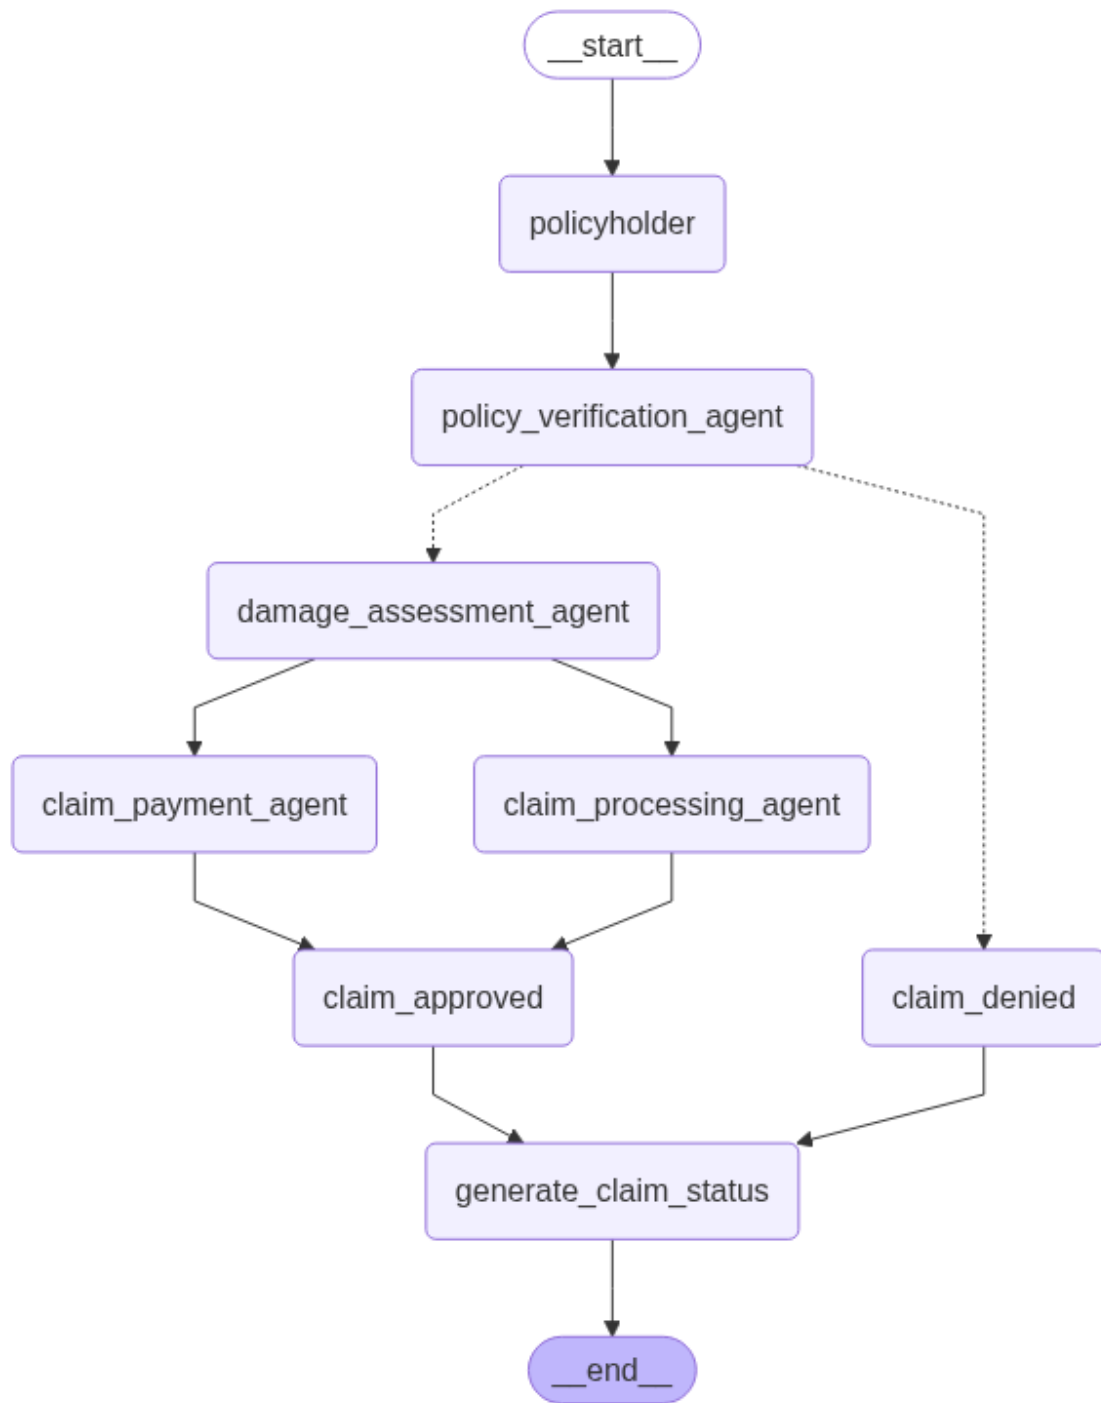 __start__
policyholder
policy_verification_agent
damage_assessment_agent
claim_payment_agent
claim_processing_agent
claim_approved
claim_denied
generate_claim_status
__end__